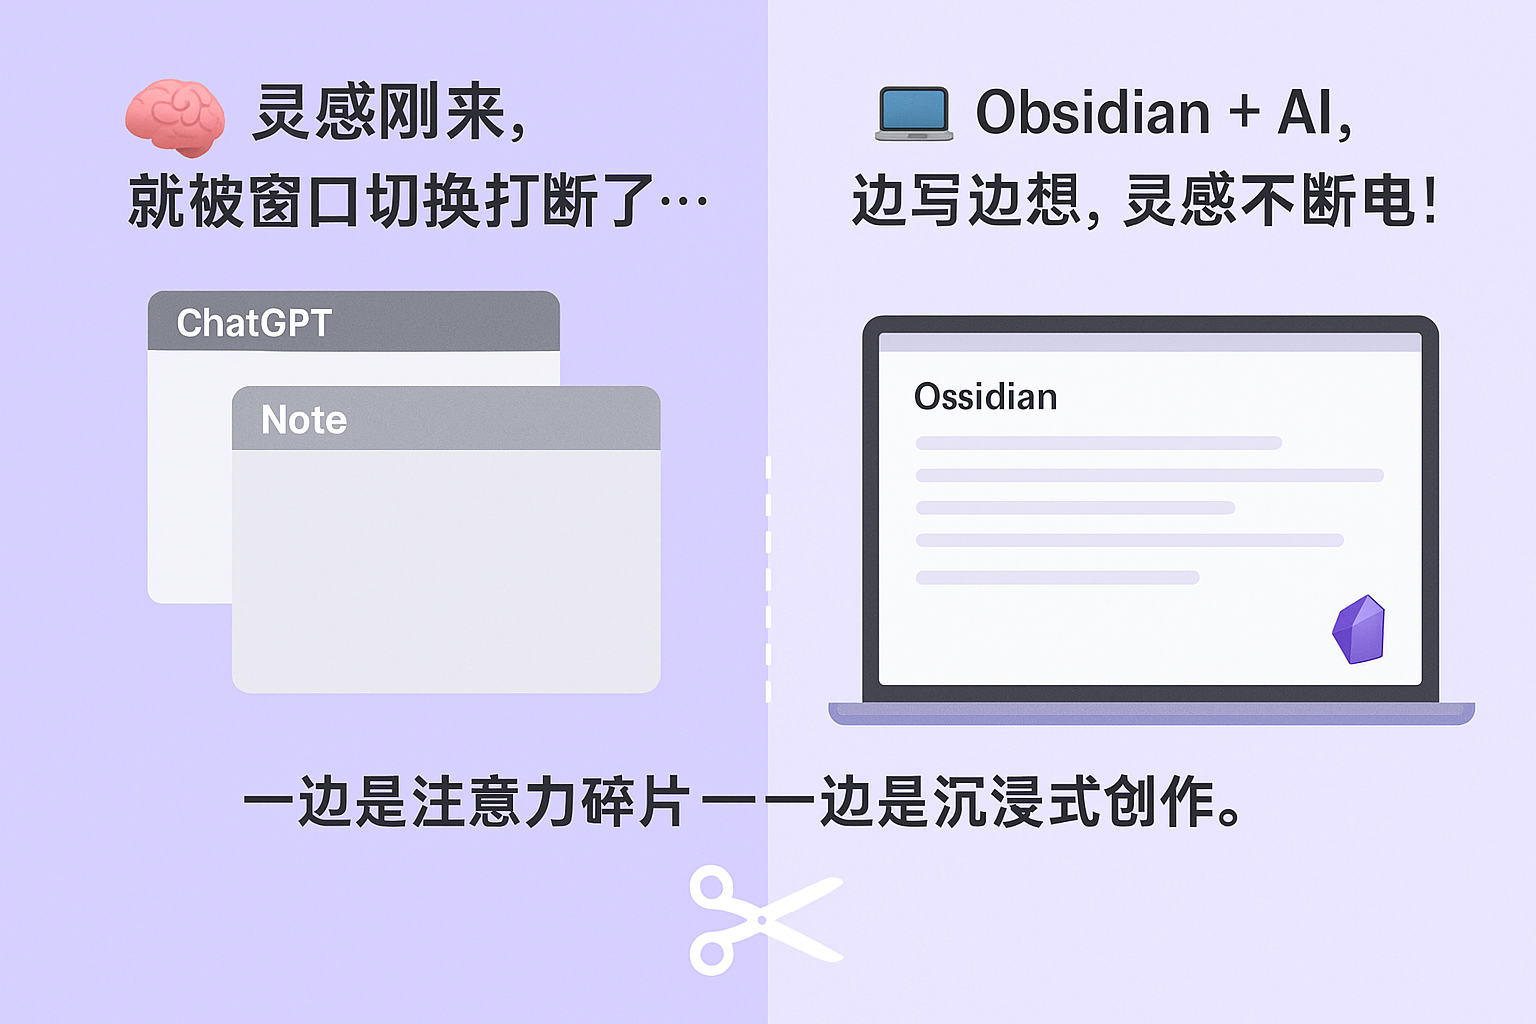 灵感刚来,
就被窗口切换打断了…
ChatGPT
Note
Obsidian + AI,
边写边想, 灵感不断电!
Ossidian
一边是注意力碎片一一边是沉浸式创作。